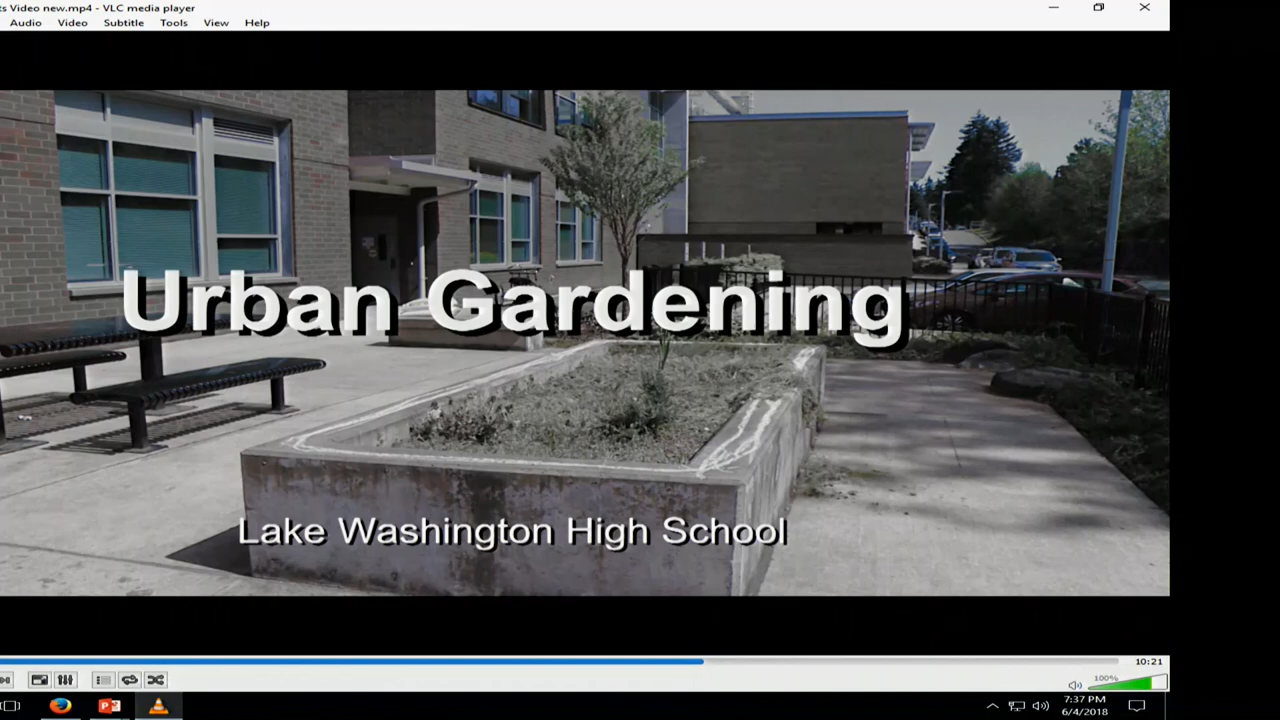 ts Video new.mp4 - VLC media player
Audio Video Subtitle Tools View Help
Urban Gardening
Lake Washington High School
10:21
100%
7:37 PM
6/4/2018